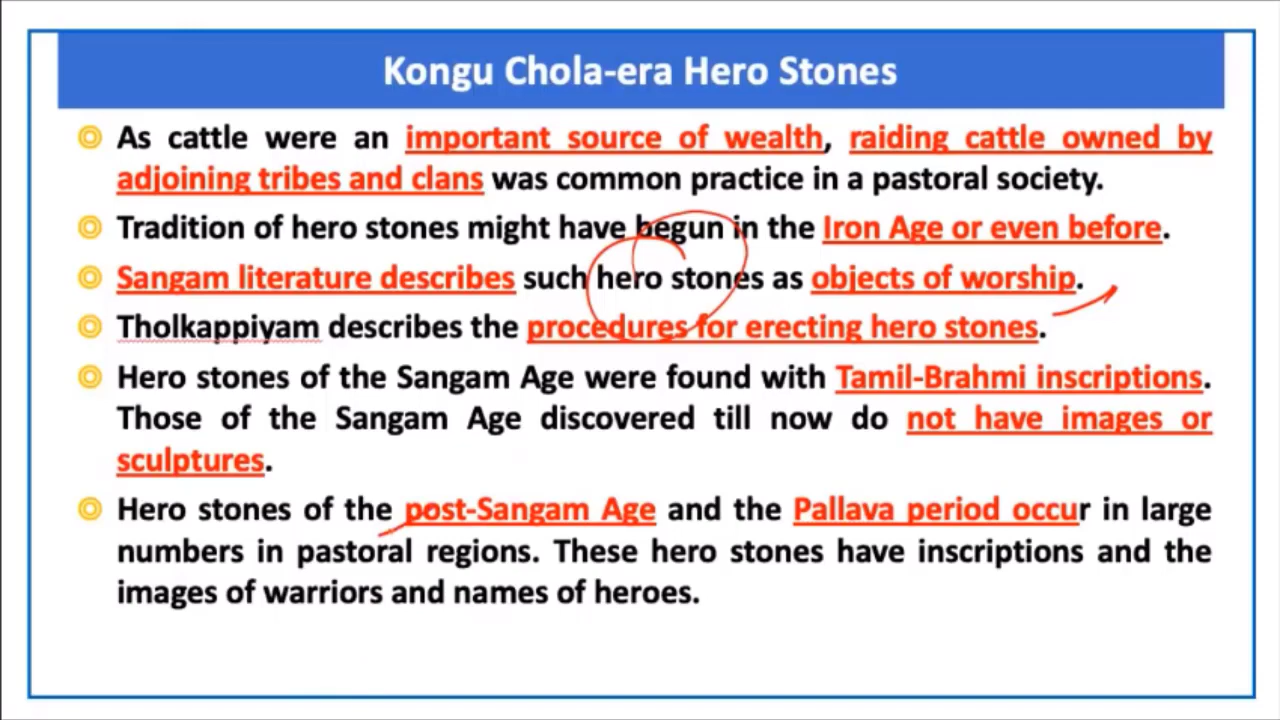 Kongu Chola-era Hero Stones
As cattle were an important source of wealth, raiding cattle owned by
adjoining tribes and clans was common practice in a pastoral society.
Tradition of hero stones might have begun in the Iron Age or even before.
Sangam literature describes such hero stones as objects of worship.
Tholkappiyam describes the procedures for erecting hero stones.
Hero stones of the Sangam Age were found with Tamil-Brahmi inscriptions.
Those of the Sangam Age discovered till now do not have images or
sculptures.
Hero stones of the post-Sangam Age and the Pallava period occur in large
numbers in pastoral regions. These hero stones have inscriptions and the
images of warriors and names of heroes.